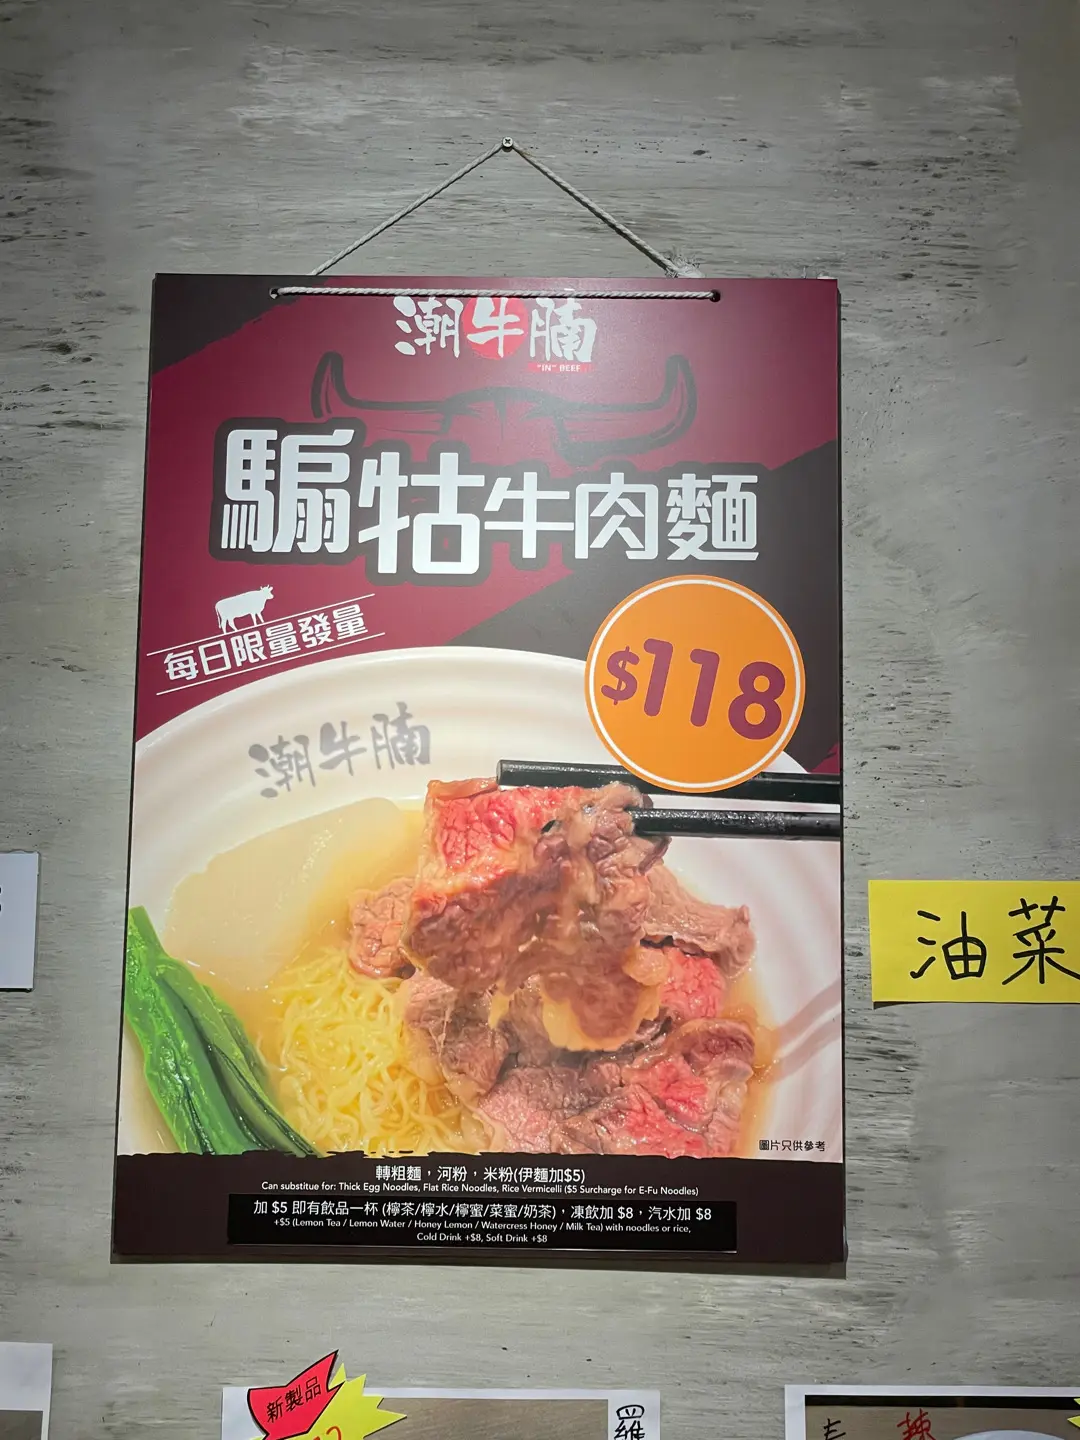 潮牛腩
"IN" BEEF
騸牯牛肉麵
每日限量發量
$118
潮牛腩
油菜
圖片只供參考
轉粗麵，河粉，米粉(伊麵加$5)
Can substitue for: Thick Egg Noodles, Flat Rice Noodles, Rice Vermicelli ($5 Surcharge for E-Fu Noodles)
加 $5 即有飲品一杯 (檸茶/檸水/檸蜜/菜蜜/奶茶)，凍飲加 $8，汽水加 $8
+$5 (Lemon Tea / Lemon Water / Honey Lemon / Watercress Honey / Milk Tea) with noodles or rice,
Cold Drink +$8, Soft Drink +$8
新製品
羅
辣